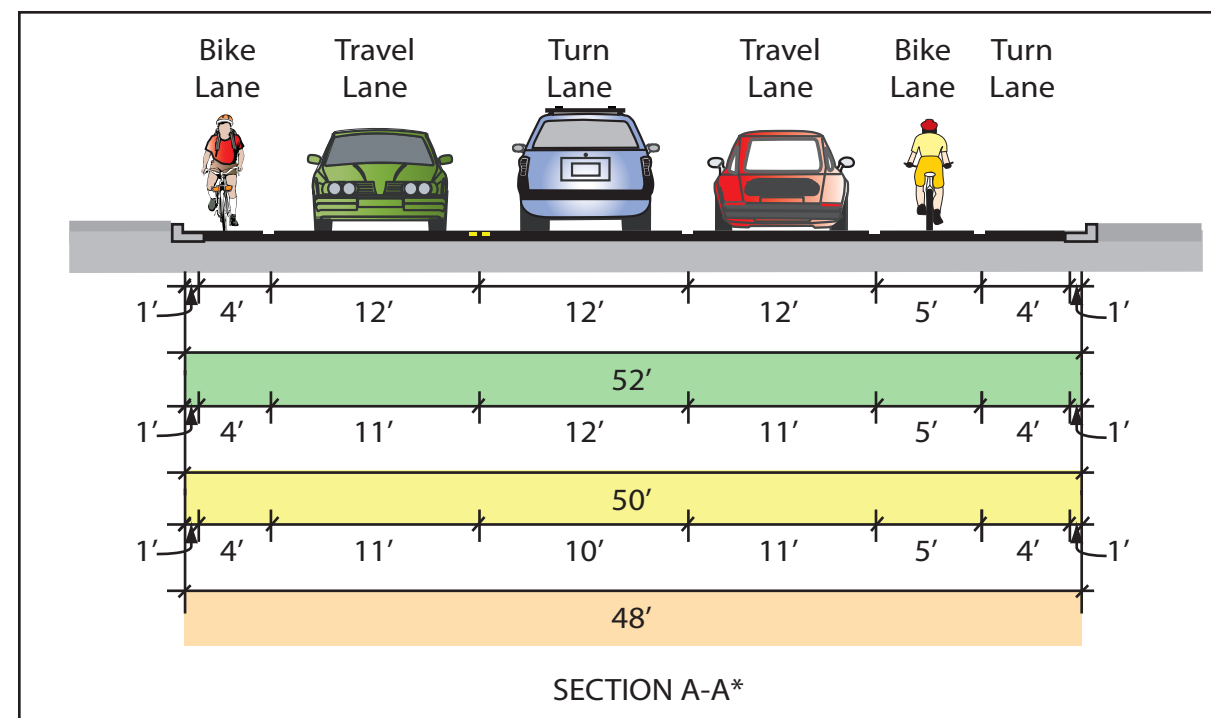 Bike Travel Turn Travel Bike Turn
Lane Lane Lane Lane Lane Lane
1’ 4’ 12’ 12’ 12’ 5’ 4’ 1’
52’
1’ 4’ 11’ 12’ 11’ 5’ 4’ 1’
50’
1’ 4’ 11’ 10’ 11’ 5’ 4’ 1’
48’
SECTION A-A*